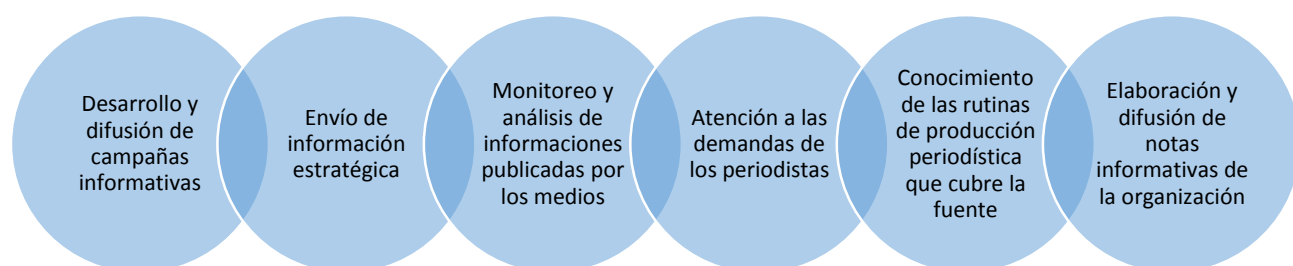 Desarrollo y
difusión de
campañas
informativas
Envío de
información
estratégica
Monitoreo y
análisis de
informaciones
publicadas por
los medios
Atención a las
demandas de
los periodistas
Conocimiento
de las rutinas
de producción
periodística
que cubre la
fuente
Elaboración y
difusión de
notas
informativas de
la organización